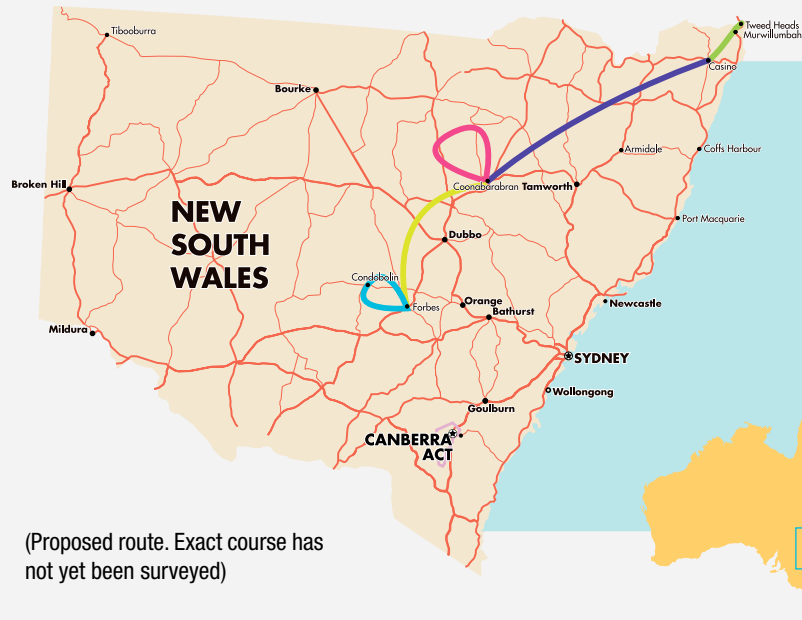 Tweed Heads
Murwillumbah
Tibooburra
Casino
Bourke
Armidale
Coffs Harbour
Broken Hill
Coonabarabran
Tamworth
NEW
SOUTH
WALES
Port Macquarie
Dubbo
Condobolin
Forbes
Orange
Newcastle
Bathurst
Mildura
SYDNEY
Wollongong
Goulburn
CANBERRA
ACT
(Proposed route. Exact course has
not yet been surveyed)